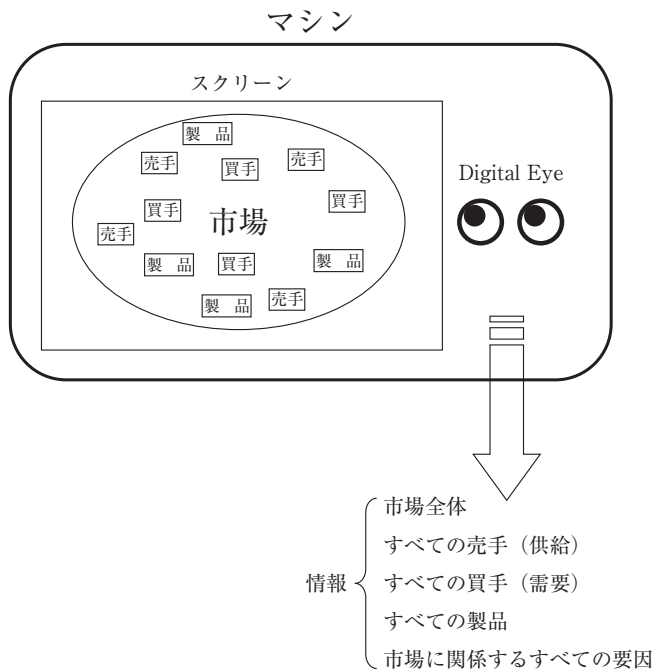 マシン
スクリーン
製　品
売手
買手
売手
買手
買手
市場
売手
製　品
買手
製　品
製　品
売手
Digital Eye
情報
市場全体
すべての売手（供給）
すべての買手（需要）
すべての製品
市場に関係するすべての要因